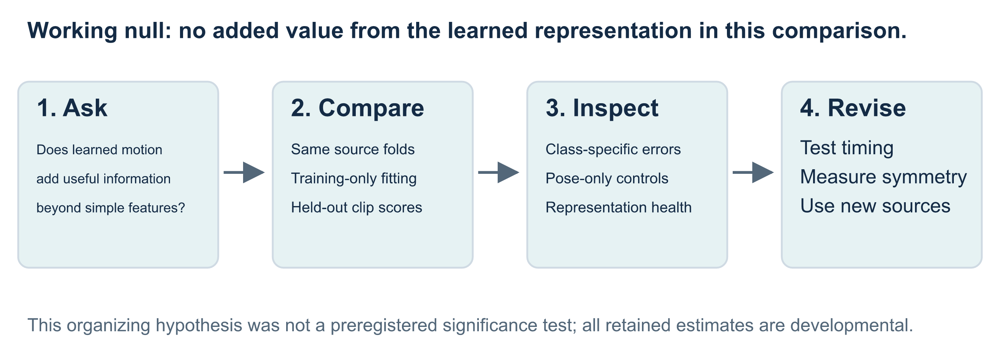 Working null: no added value from the learned representation in this comparison.
1. Ask
Does learned motion
add useful information
beyond simple features?
2. Compare
Same source folds
Training-only fitting
Held-out clip scores
3. Inspect
Class-specific errors
Pose-only controls
Representation health
4. Revise
Test timing
Measure symmetry
Use new sources
This organizing hypothesis was not a preregistered significance test; all retained estimates are developmental.